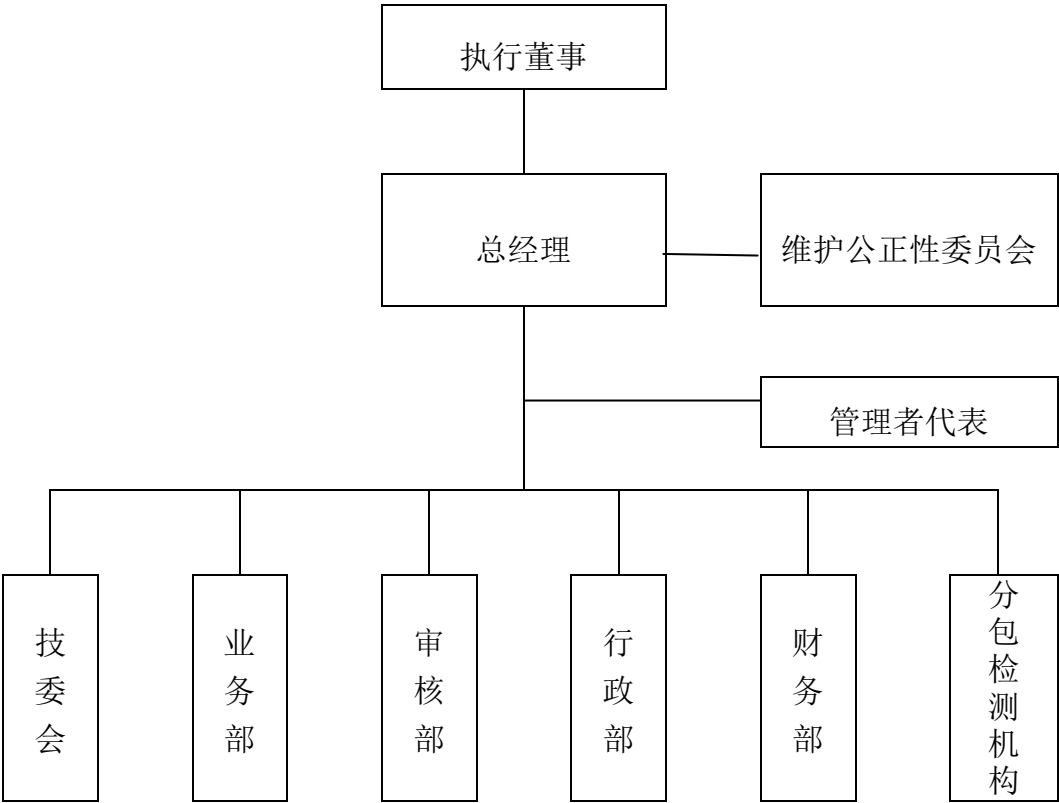 执行董事
总经理
维护公正性委员会
管理者代表
技委会
业务部
审核部
行政部
财务部
分包检测机构